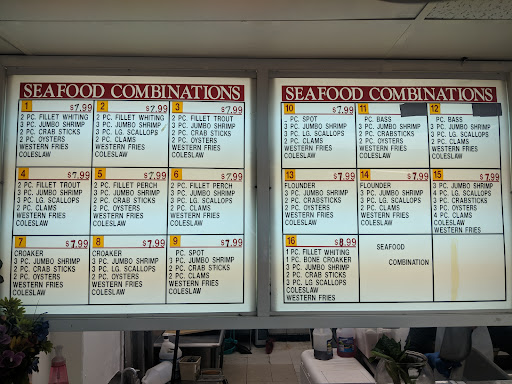 SEAFOOD COMBINATIONS
1 $7.99
2 PC. FILLET WHITING
3 PC. JUMBO SHRIMP
2 PC. CRAB STICKS
2 PC. OYSTERS
WESTERN FRIES
COLESLAW
2 $7.99
2 PC. FILLET WHITING
3 PC. JUMBO SHRIMP
3 PC. LG. SCALLOPS
2 PC. CLAMS
WESTERN FRIES
COLESLAW
3 $7.99
2 PC. FILLET TROUT
3 PC. JUMBO SHRIMP
2 PC. CRAB STICKS
2 PC. OYSTERS
WESTERN FRIES
COLESLAW
4 $7.99
2 PC. FILLET TROUT
3 PC. JUMBO SHRIMP
3 PC. LG. SCALLOPS
2 PC. CLAMS
WESTERN FRIES
COLESLAW
5 $7.99
2 PC. FILLET PERCH
3 PC. JUMBO SHRIMP
2 PC. CRAB STICKS
2 PC. OYSTERS
WESTERN FRIES
COLESLAW
6 $7.99
2 PC. FILLET PERCH
3 PC. JUMBO SHRIMP
3 PC. LG. SCALLOPS
2 PC. CLAMS
WESTERN FRIES
COLESLAW
7 $7.99
CROAKER
3 PC. JUMBO SHRIMP
2 PC. CRAB STICKS
2 PC. OYSTERS
WESTERN FRIES
COLESLAW
8 $7.99
CROAKER
3 PC. JUMBO SHRIMP
3 PC. LG. SCALLOPS
2 PC. OYSTERS
WESTERN FRIES
COLESLAW
9 $7.99
PC. SPOT
3 PC. JUMBO SHRIMP
2 PC. CRAB STICKS
2 PC. OYSTERS
WESTERN FRIES
COLESLAW
SEAFOOD COMBINATIONS
10 $7.99
PC. SPOT
3 PC. JUMBO SHRIMP
3 PC. LG. SCALLOPS
2 PC. CLAMS
WESTERN FRIES
COLESLAW
11
PC. BASS
3 PC. JUMBO SHRIMP
2 PC. CRABSTICKS
2 PC. OYSTERS
WESTERN FRIES
COLESLAW
12
PC. BASS
3 PC. JUMBO SHRIMP
3 PC. LG. SCALLOPS
2 PC. CLAMS
WESTERN FRIES
COLESLAW
13 $7.99
FLOUNDER
3 PC. JUMBO SHRIMP
2 PC. CRABSTICKS
2 PC. OYSTERS
WESTERN FRIES
COLESLAW
14 $7.99
FLOUNDER
3 PC. JUMBO SHRIMP
3 PC. LG. SCALLOPS
2 PC. CLAMS
WESTERN FRIES
COLESLAW
15 $7.99
3 PC. JUMBO SHRIMP
4 PC. LG. SCALLOPS
2 PC. CRAB STICKS
2 PC. OYSTERS
4 PC. CLAMS
COLESLAW
WESTERN FRIES
16 $8.99
1 PC. FILLET WHITING
1 PC. BONE CROAKER
3 PC. JUMBO SHRIMP
3 PC. LG. SCALLOPS
COLESLAW
WESTERN FRIES
SEAFOOD
COMBINATION